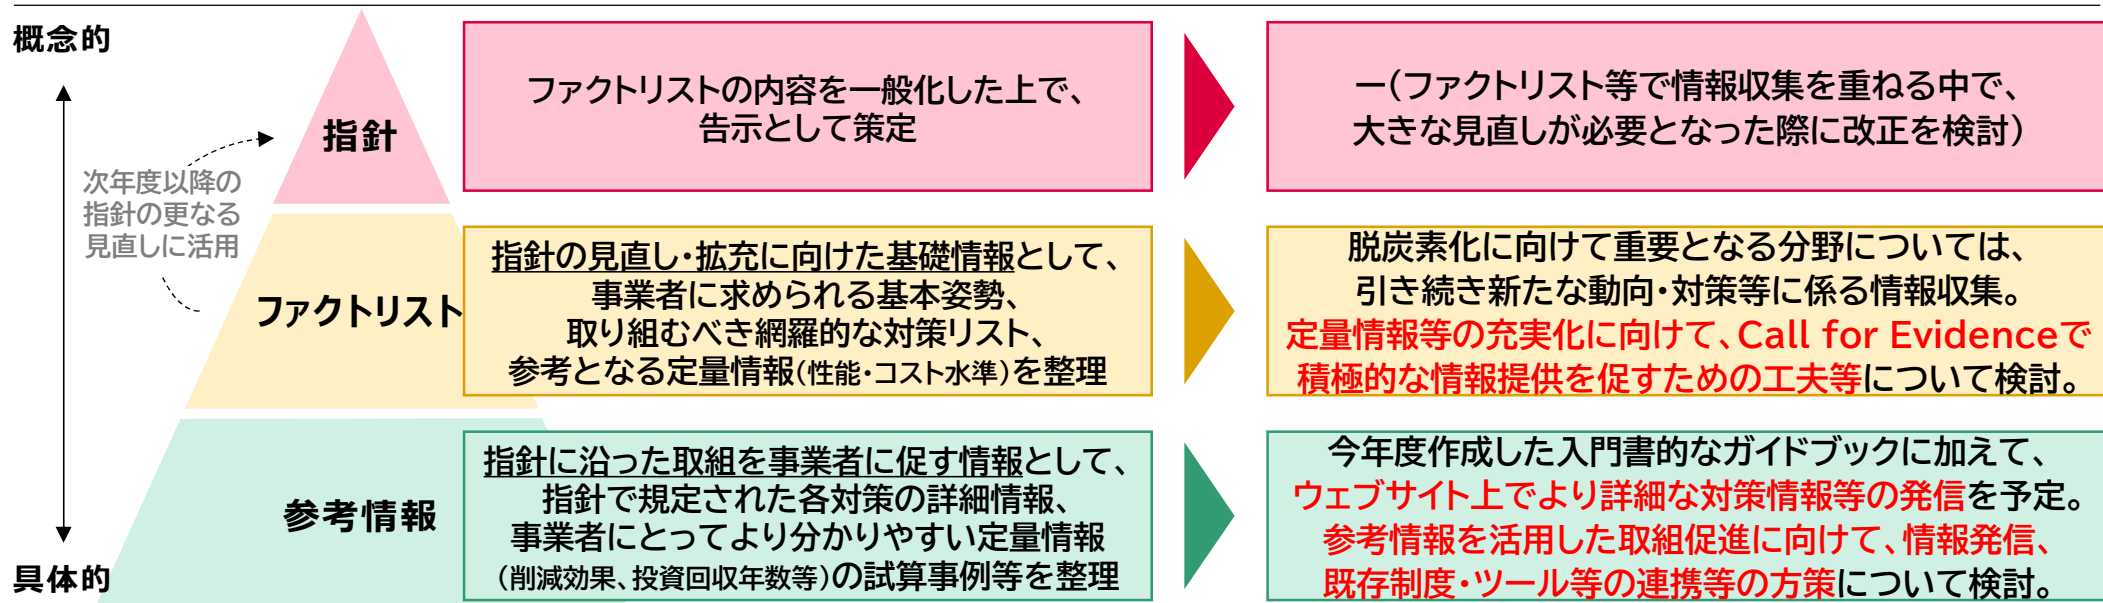 概念的
指針
ファクトリストの内容を一般化した上で、
告示として策定
ー(ファクトリスト等で情報収集を重ねる中で、
大きな見直しが必要となった際に改正を検討)
次年度以降の
指針の更なる
見直しに活用
ファクトリスト
指針の見直し・拡充に向けた基礎情報として、
事業者に求められる基本姿勢、
取り組むべき網羅的な対策リスト、
参考となる定量情報(性能・コスト水準)を整理
脱炭素化に向けて重要となる分野については、
引き続き新たな動向・対策等に係る情報収集。
定量情報等の充実化に向けて、Call for Evidenceで
積極的な情報提供を促すための工夫等について検討。
参考情報
指針に沿った取組を事業者に促す情報として、
指針で規定された各対策の詳細情報、
事業者にとってより分かりやすい定量情報
(削減効果、投資回収年数等)の試算事例等を整理
今年度作成した入門書的なガイドブックに加えて、
ウェブサイト上でより詳細な対策情報等の発信を予定。
参考情報を活用した取組促進に向けて、情報発信、
既存制度・ツール等の連携等の方策について検討。
具体的